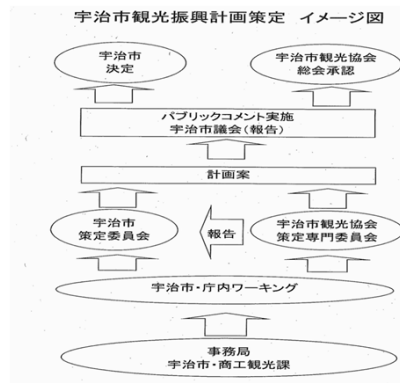 宇治市観光振興計画策定 イメージ図
宇治市
決定
宇治市観光協会
総会承認
パブリックコメント実施
宇治市議会(報告)
計画案
宇治市
策定委員会
報告
宇治市観光協会
策定専門委員会
宇治市・庁内ワーキング
事務局
宇治市・商工観光課